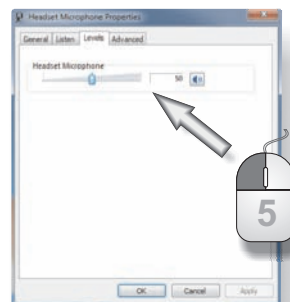 Headset Microphone Properties
General Listen Levels Advanced
Headset Microphone
50
5
OK Cancel Apply